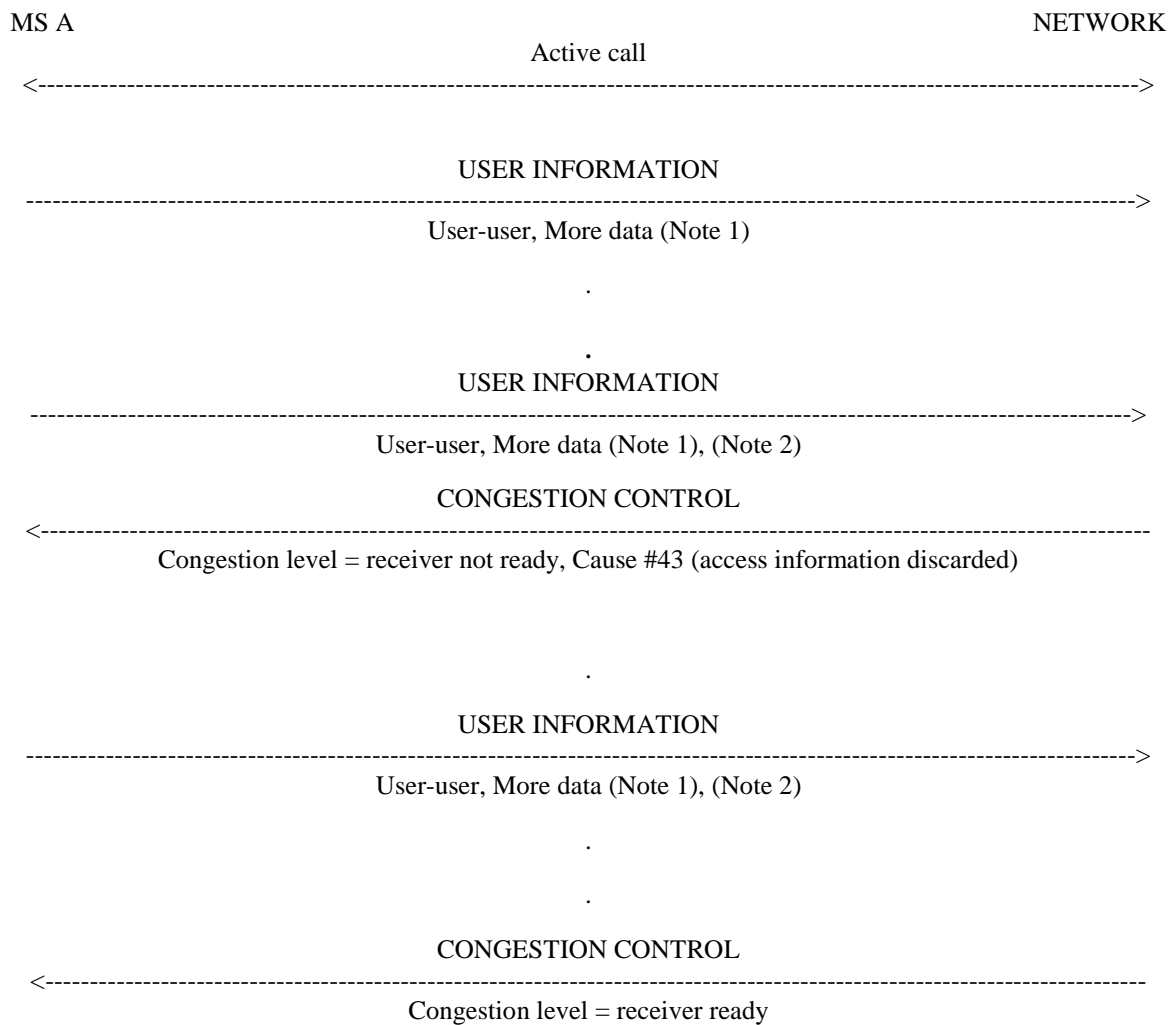 MS A NETWORK
Active call
<----------------------------------------------------------------------------------------------------------------------------->
USER INFORMATION
------------------------------------------------------------------------------------------------------------------------------>
User-user, More data (Note 1)
.
.
USER INFORMATION
----------------------------------------------------------------------------------------------------------------------------->
User-user, More data (Note 1), (Note 2)
CONGESTION CONTROL
<------------------------------------------------------------------------------------------------------------------------------
Congestion level = receiver not ready, Cause #43 (access information discarded)
.
USER INFORMATION
------------------------------------------------------------------------------------------------------------------------------>
User-user, More data (Note 1), (Note 2)
.
.
CONGESTION CONTROL
<-----------------------------------------------------------------------------------------------------------------------------
Congestion level = receiver ready